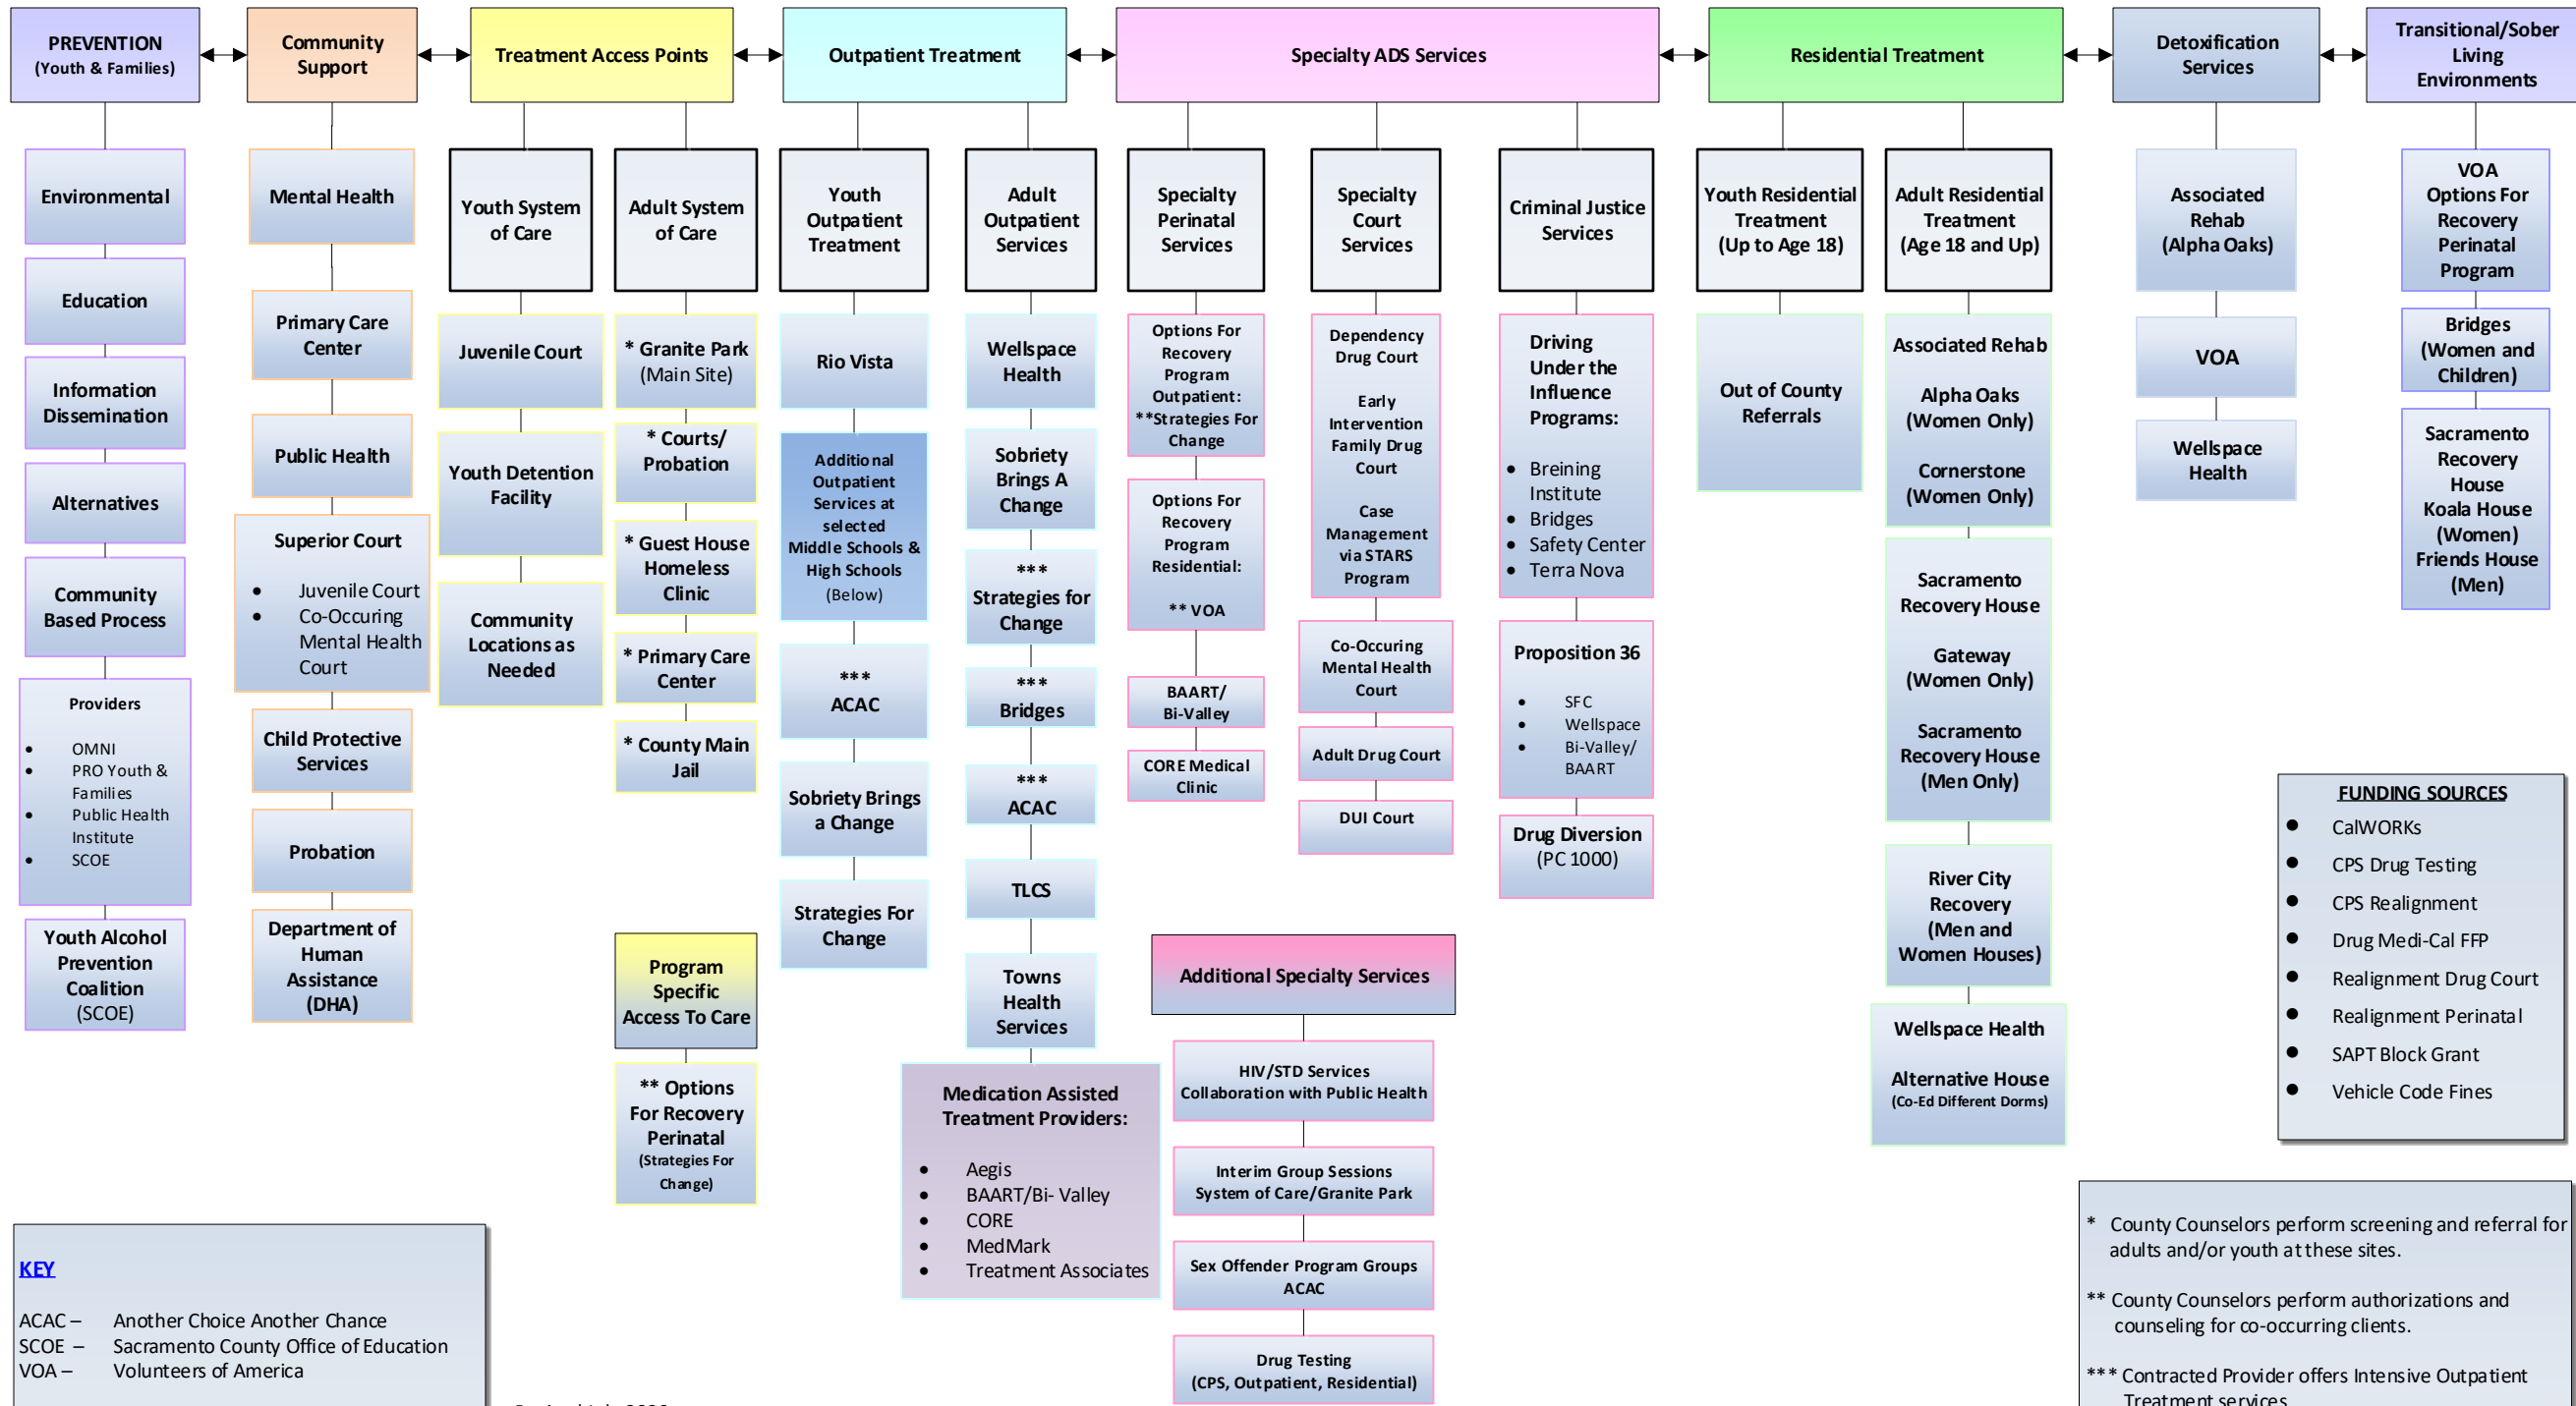 PREVENTION
(Youth & Families)
Community
Support
Treatment Access Points
Outpatient Treatment
Specialty ADS Services
Residential Treatment
Detoxification
Services
Transitional/Sober
Living
Environments
Environmental
Education
Information
Dissemination
Alternatives
Community
Based Process
Providers
• OMNI
• PRO Youth &
Families
• Public Health
Institute
• SCOE
Youth Alcohol
Prevention
Coalition
(SCOE)
Mental Health
Primary Care
Center
Public Health
Superior Court
• Juvenile Court
• Co-Occuring
Mental Health
Court
Child Protective
Services
Probation
Department of
Human
Assistance
(DHA)
Youth System
of Care
Juvenile Court
Youth Detention
Facility
Community
Locations as
Needed
Adult System
of Care
* Granite Park
(Main Site)
* Courts/
Probation
* Guest House
Homeless
Clinic
* Primary Care
Center
* County Main
Jail
Program
Specific
Access To Care
** Options
For Recovery
Perinatal
(Strategies For
Change)
Youth
Outpatient
Treatment
Rio Vista
Additional
Outpatient
Services at
selected
Middle Schools &
High Schools
(Below)
***
ACAC
Sobriety Brings
a Change
Strategies For
Change
Adult
Outpatient
Services
Wellspace
Health
Sobriety
Brings A
Change
***
Strategies for
Change
***
Bridges
***
ACAC
TLCS
Towns
Health
Services
Medication Assisted
Treatment Providers:
• Aegis
• BAART/Bi- Valley
• CORE
• MedMark
• Treatment Associates
Specialty
Perinatal
Services
Options For
Recovery
Program
Outpatient:
**Strategies For
Change
Options For
Recovery
Program
Residential:
** VOA
BAART/
Bi-Valley
CORE Medical
Clinic
Specialty
Court
Services
Dependency
Drug Court
Early
Intervention
Family Drug
Court
Case
Management
via STARS
Program
Co-Occuring
Mental Health
Court
Adult Drug Court
DUI Court
Criminal Justice
Services
Driving
Under the
Influence
Programs:
• Breining
Institute
• Bridges
• Safety Center
• Terra Nova
Proposition 36
• SFC
• Wellspace
• Bi-Valley/
BAART
Drug Diversion
(PC 1000)
Additional Specialty Services
HIV/STD Services
Collaboration with Public Health
Interim Group Sessions
System of Care/Granite Park
Sex Offender Program Groups
ACAC
Drug Testing
(CPS, Outpatient, Residential)
Youth Residential
Treatment
(Up to Age 18)
Out of County
Referrals
Adult Residential
Treatment
(Age 18 and Up)
Associated Rehab
Alpha Oaks
(Women Only)
Cornerstone
(Women Only)
Sacramento
Recovery House
Gateway
(Women Only)
Sacramento
Recovery House
(Men Only)
River City
Recovery
(Men and
Women Houses)
Wellspace Health
Alternative House
(Co-Ed Different Dorms)
Associated
Rehab
(Alpha Oaks)
VOA
Wellspace
Health
VOA
Options For
Recovery
Perinatal
Program
Bridges
(Women and
Children)
Sacramento
Recovery
House
Koala House
(Women)
Friends House
(Men)
FUNDING SOURCES
• CalWORKs
• CPS Drug Testing
• CPS Realignment
• Drug Medi-Cal FFP
• Realignment Drug Court
• Realignment Perinatal
• SAPT Block Grant
• Vehicle Code Fines
KEY
ACAC – Another Choice Another Chance
SCOE – Sacramento County Office of Education
VOA – Volunteers of America
* County Counselors perform screening and referral for
adults and/or youth at these sites.
** County Counselors perform authorizations and
counseling for co-occurring clients.
*** Contracted Provider offers Intensive Outpatient
Treatment services